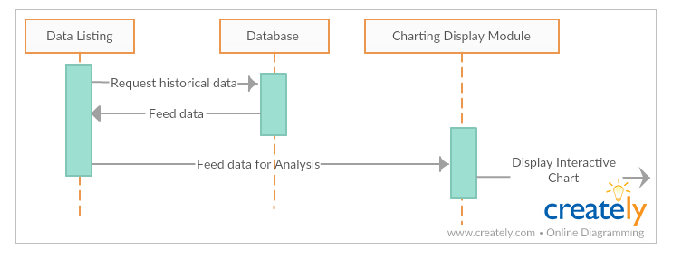 Data Listing
Database
Charting Display Module
Request historical data
Feed data
Feed data for Analysis
Display Interactive
Chart
creately
www.creately.com • Online Diagramming